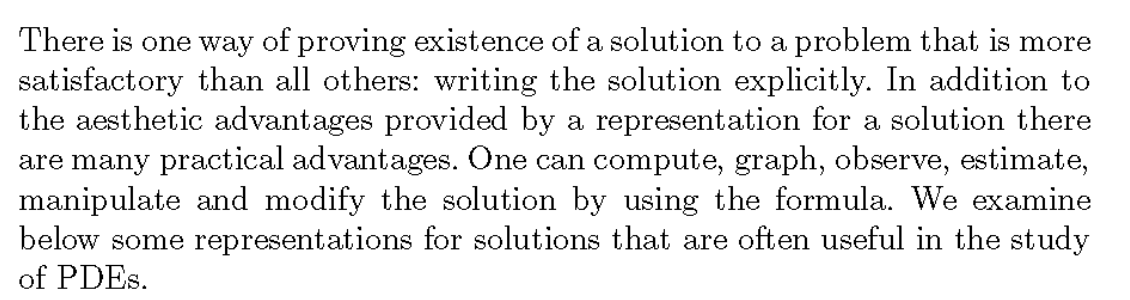 There is one way of proving existence of a solution to a problem that is more
satisfactory than all others: writing the solution explicitly. In addition to
the aesthetic advantages provided by a representation for a solution there
are many practical advantages. One can compute, graph, observe, estimate,
manipulate and modify the solution by using the formula. We examine
below some representations for solutions that are often useful in the study
of PDEs.